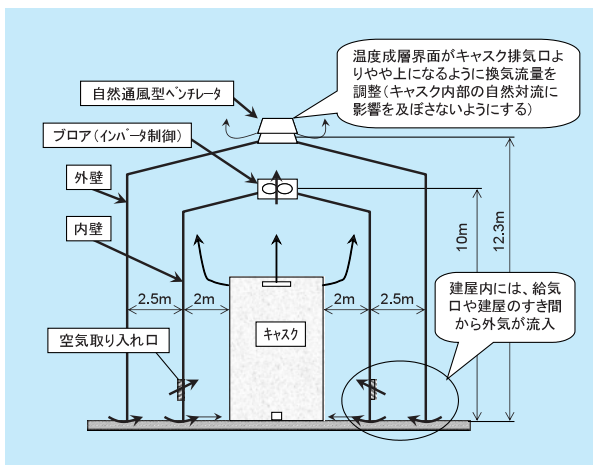 温度成層界面がキャスク排気口よ
りやや上になるように換気流量を
調整（キャスク内部の自然対流に
影響を及ぼさないようにする）
自然通風型ﾍﾞﾝﾁﾚｰﾀ
ブロア（ｲﾝﾊﾞｰﾀ制御）
外壁
内壁
10m
12.3m
2.5m
2m
2m
2.5m
建屋内には、給気
口や建屋のすき間
から外気が流入
空気取り入れ口
ｷｬｽｸ